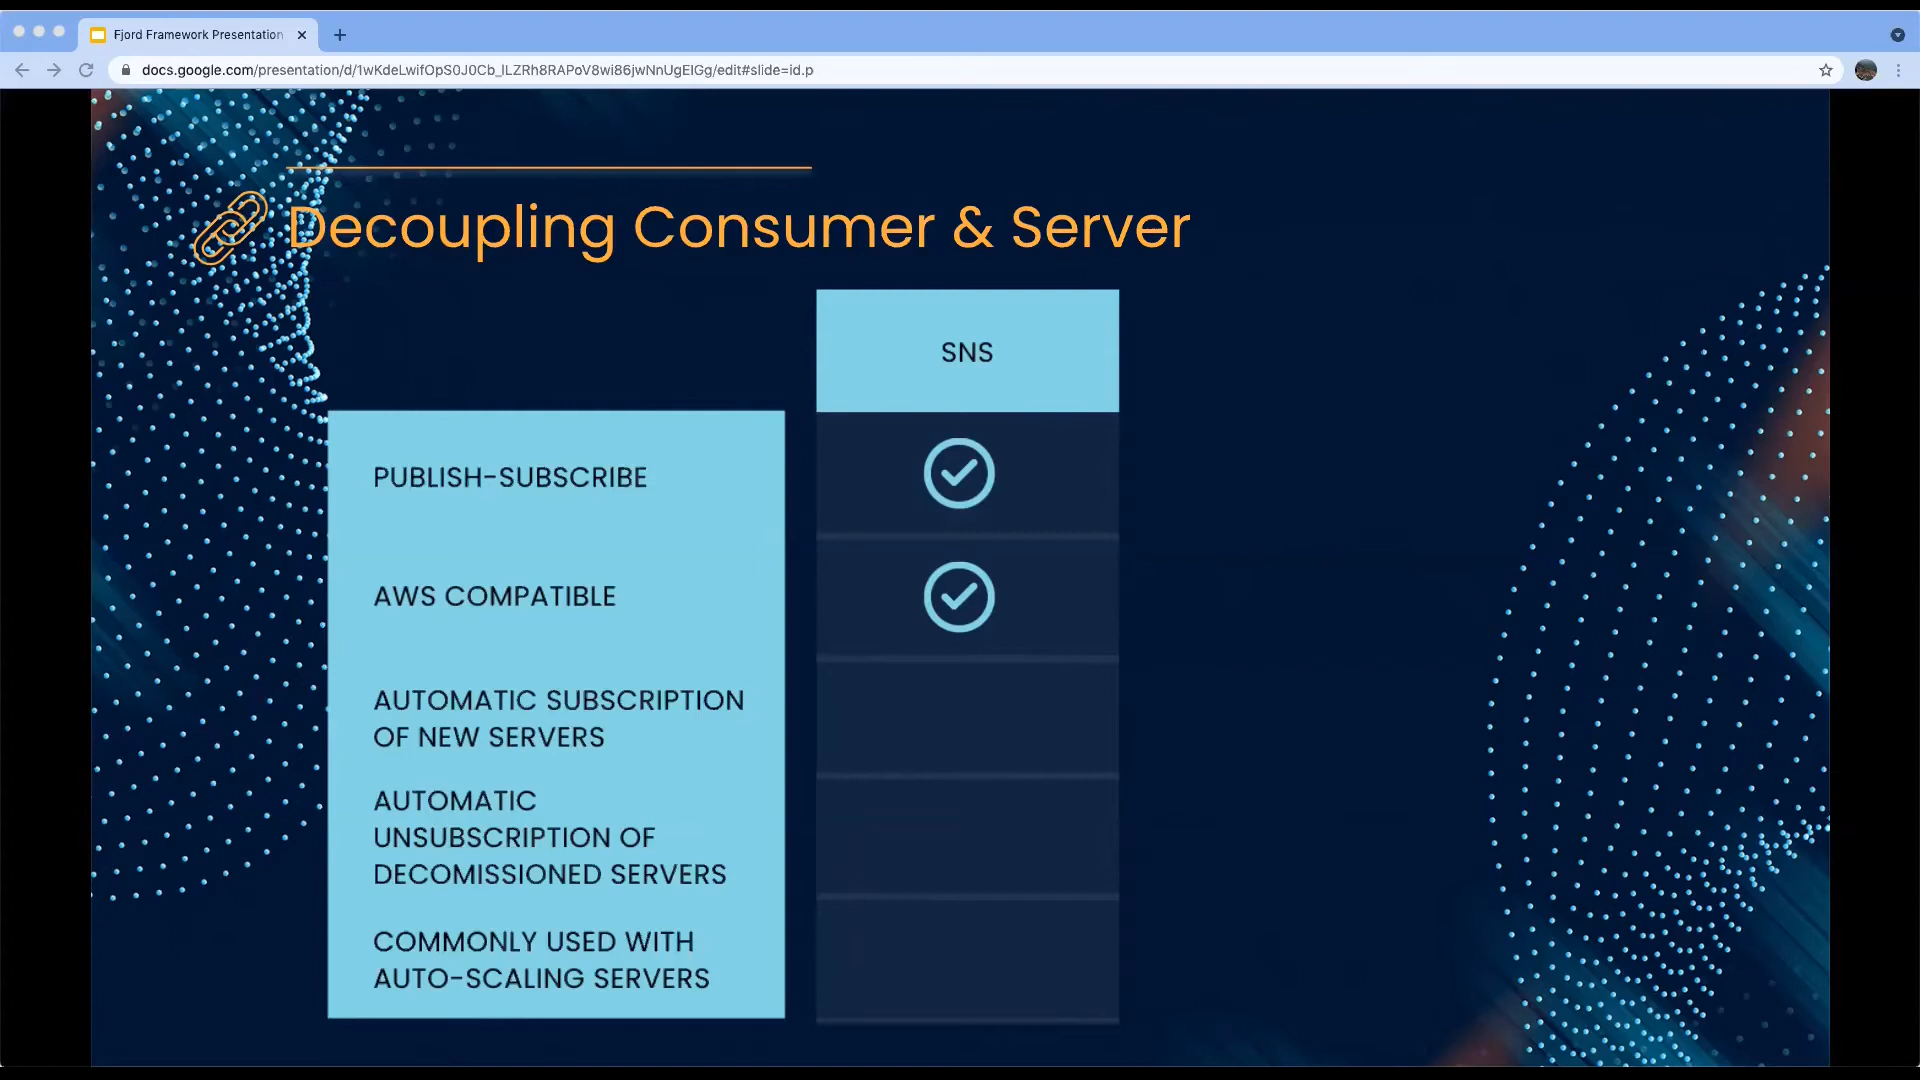 Fjord Framework Presentation
docs.google.com/presentation/d/1wKdeLwifOpS0J0Cb_ILZRh8RAPoV8wi86jwNnUgEIGg/edit#slide=id.p
Decoupling Consumer & Server
SNS
PUBLISH-SUBSCRIBE
AWS COMPATIBLE
AUTOMATIC SUBSCRIPTION
OF NEW SERVERS
AUTOMATIC
UNSUBSCRIPTION OF
DECOMISSIONED SERVERS
COMMONLY USED WITH
AUTO-SCALING SERVERS